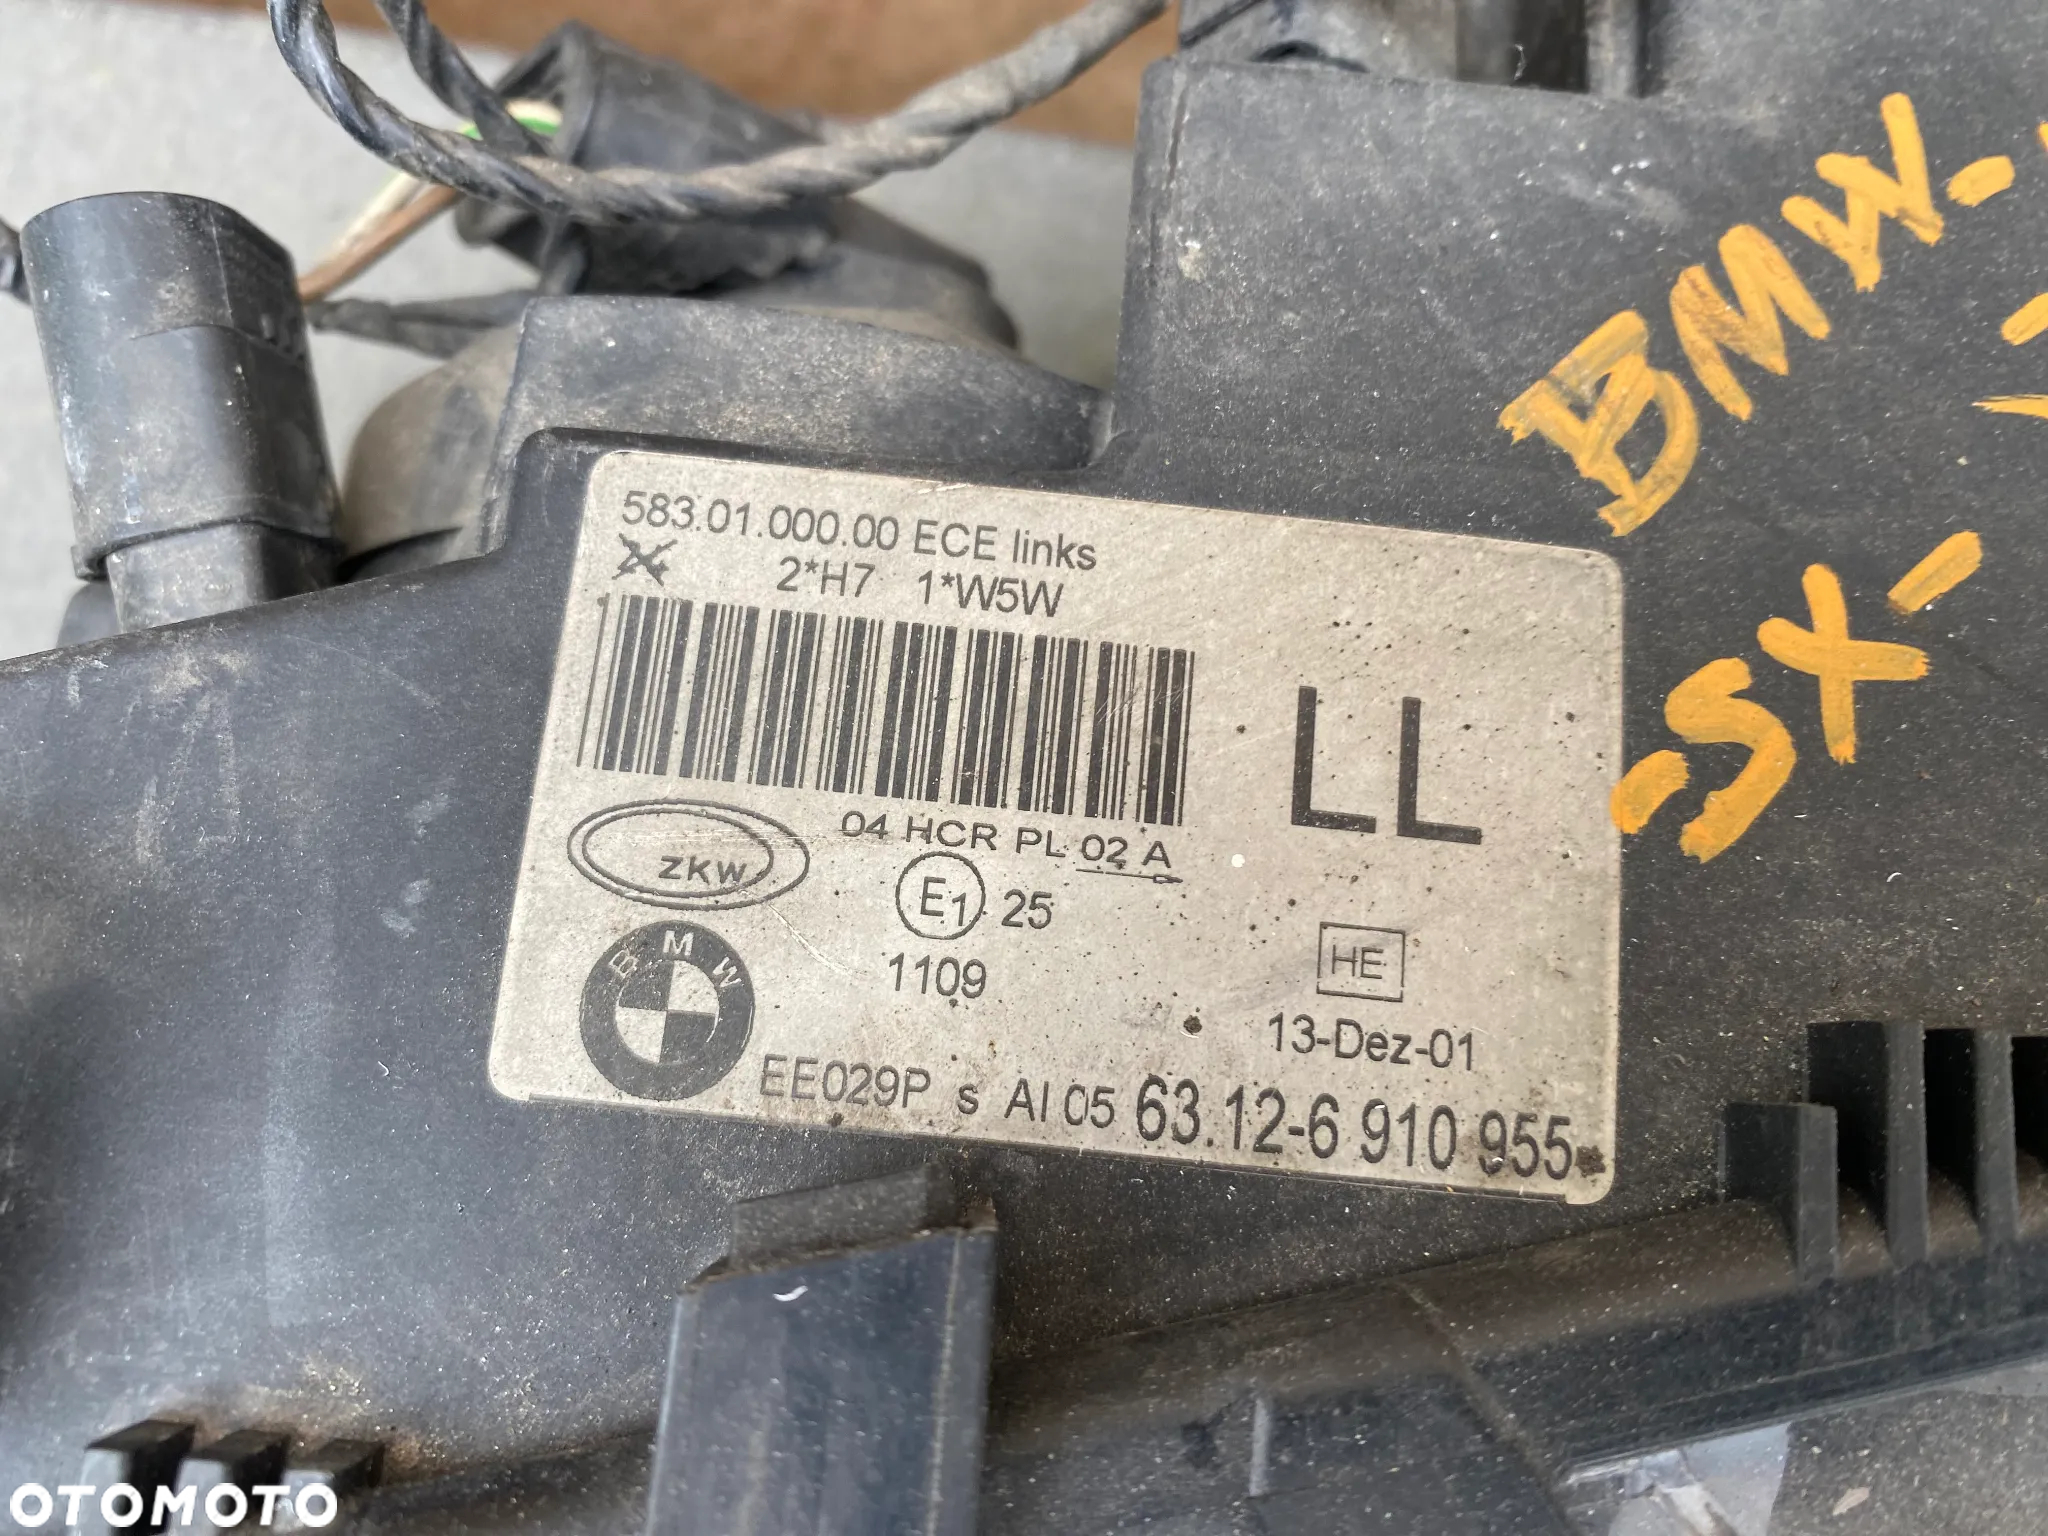 583.01.000.00 ECE links
2*H7 1*W5W
LL
04 HCR PL 02 A
ZKW
E1 25
1109
HE
BMW
13-Dez-01
EE029P s AI 05 63.12-6 910 955
BMW-
-SX-
OTOMOTO